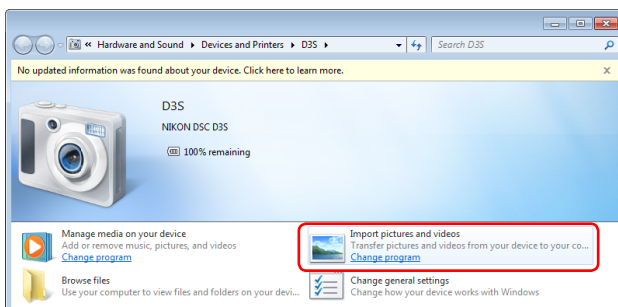 « Hardware and Sound ▸ Devices and Printers ▸ D3S ▸
Search D3S
No updated information was found about your device. Click here to learn more.
D3S
NIKON DSC D3S
100% remaining
Manage media on your device
Add or remove music, pictures, and videos
Change program
Import pictures and videos
Transfer pictures and videos from your device to your co...
Change program
Browse files
Use your computer to view files and folders on your devi...
Change general settings
Change how your device works with Windows